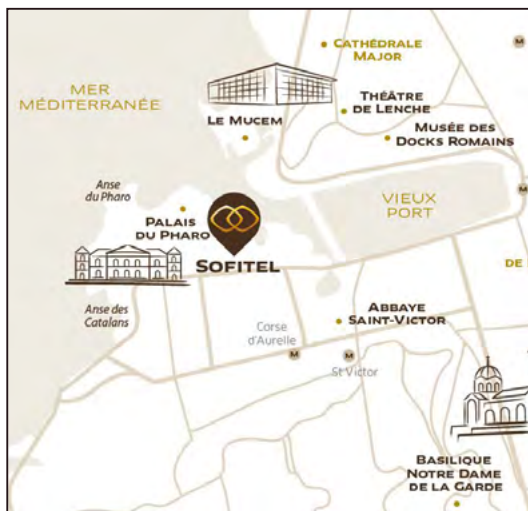 CATHÉDRALE
MAJOR
M
MER
MÉDITERRANÉE
THÉÂTRE
DE LENCHE
LE MUCEM
MUSÉE DES
DOCKS ROMAINS
Anse
du Pharo
M
VIEUX
PORT
PALAIS
DU PHARO
SOFITEL
DE
Anse des
Catalans
ABBAYE
SAINT-VICTOR
Corse
d'Aurelle
M
M
St Victor
BASILIQUE
NOTRE DAME
DE LA GARDE